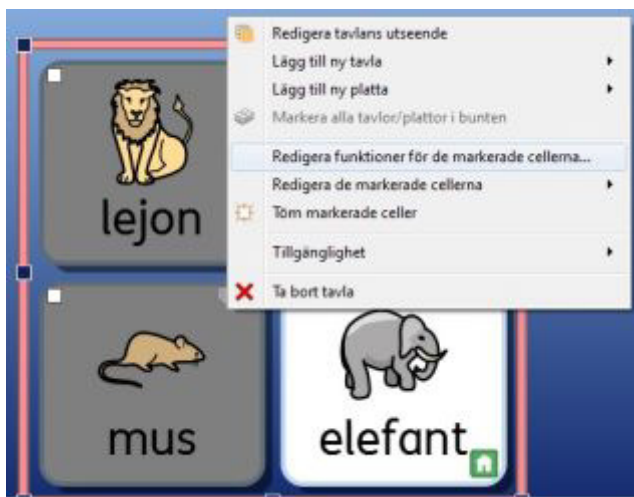 Redigera tavlans utseende
Lägg till ny tavla
Lägg till ny platta
Markera alla tavlor/plattor i bunten
Redigera funktioner för de markerade cellerna...
Redigera de markerade cellerna
Töm markerade celler
Tillgänglighet
Ta bort tavla
lejon
mus
elefant